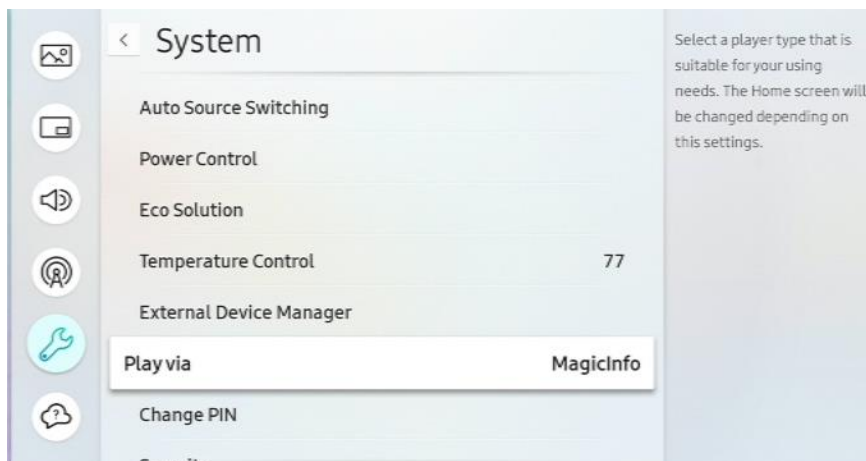 System
Auto Source Switching
Power Control
Eco Solution
Temperature Control 77
External Device Manager
Play via MagicInfo
Change PIN
Select a player type that is
suitable for your using
needs. The Home screen will
be changed depending on
this settings.